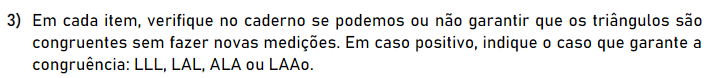 3) Em cada item, verifique no caderno se podemos ou não garantir que os triângulos são
congruentes sem fazer novas medições. Em caso positivo, indique o caso que garante a
congruência: LLL, LAL, ALA ou LAAo.